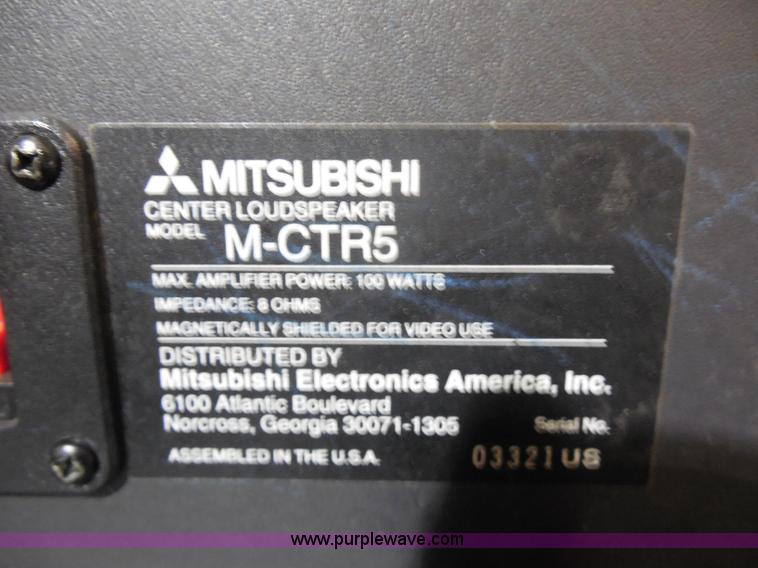 MITSUBISHI
CENTER LOUDSPEAKER
MODEL M-CTR5
MAX. AMPLIFIER POWER: 100 WATTS
IMPEDANCE: 8 OHMS
MAGNETICALLY SHIELDED FOR VIDEO USE
DISTRIBUTED BY
Mitsubishi Electronics America, Inc.
6100 Atlantic Boulevard
Norcross, Georgia 30071-1305 Serial No.
ASSEMBLED IN THE U.S.A. 03321 US
www.purplewave.com